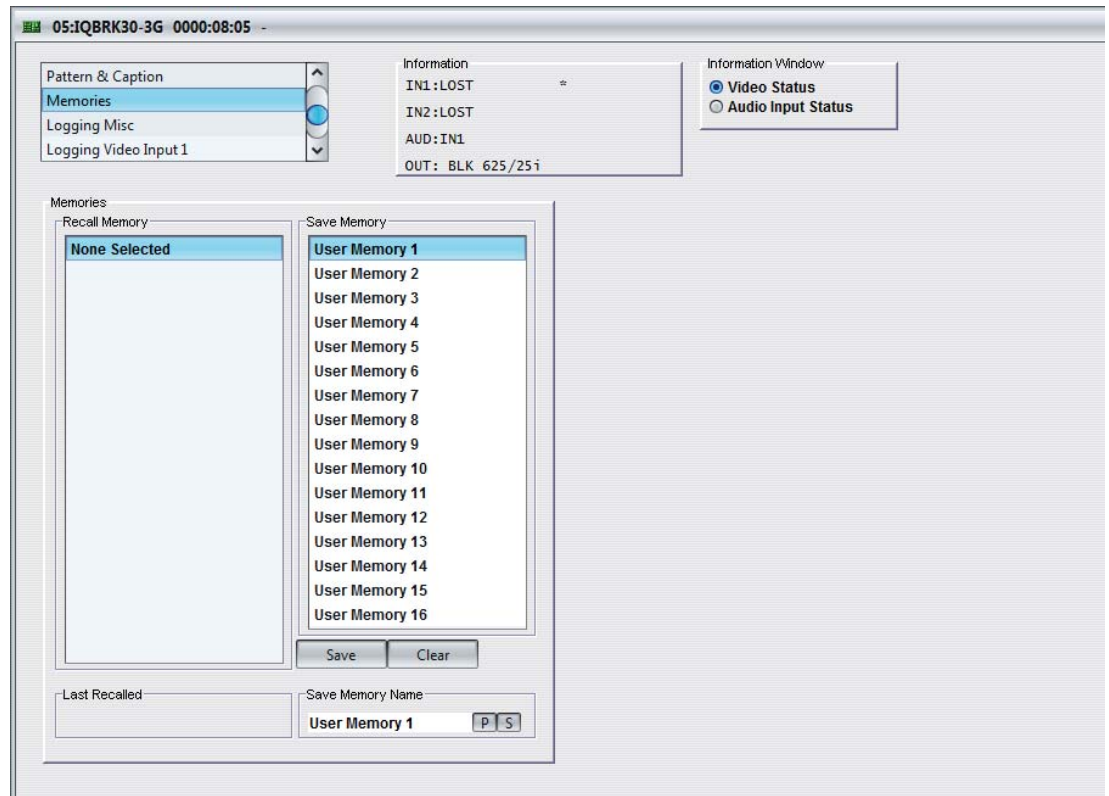 05:IQBRK30-3G 0000:08:05 -
Pattern & Caption
Memories
Logging Misc
Logging Video Input 1
Information
IN1:LOST *
IN2:LOST
AUD:IN1
OUT: BLK 625/25i
Information Window
Video Status
Audio Input Status
Memories
Recall Memory
None Selected
Save Memory
User Memory 1
User Memory 2
User Memory 3
User Memory 4
User Memory 5
User Memory 6
User Memory 7
User Memory 8
User Memory 9
User Memory 10
User Memory 11
User Memory 12
User Memory 13
User Memory 14
User Memory 15
User Memory 16
Save Clear
Last Recalled
Save Memory Name
User Memory 1 P S